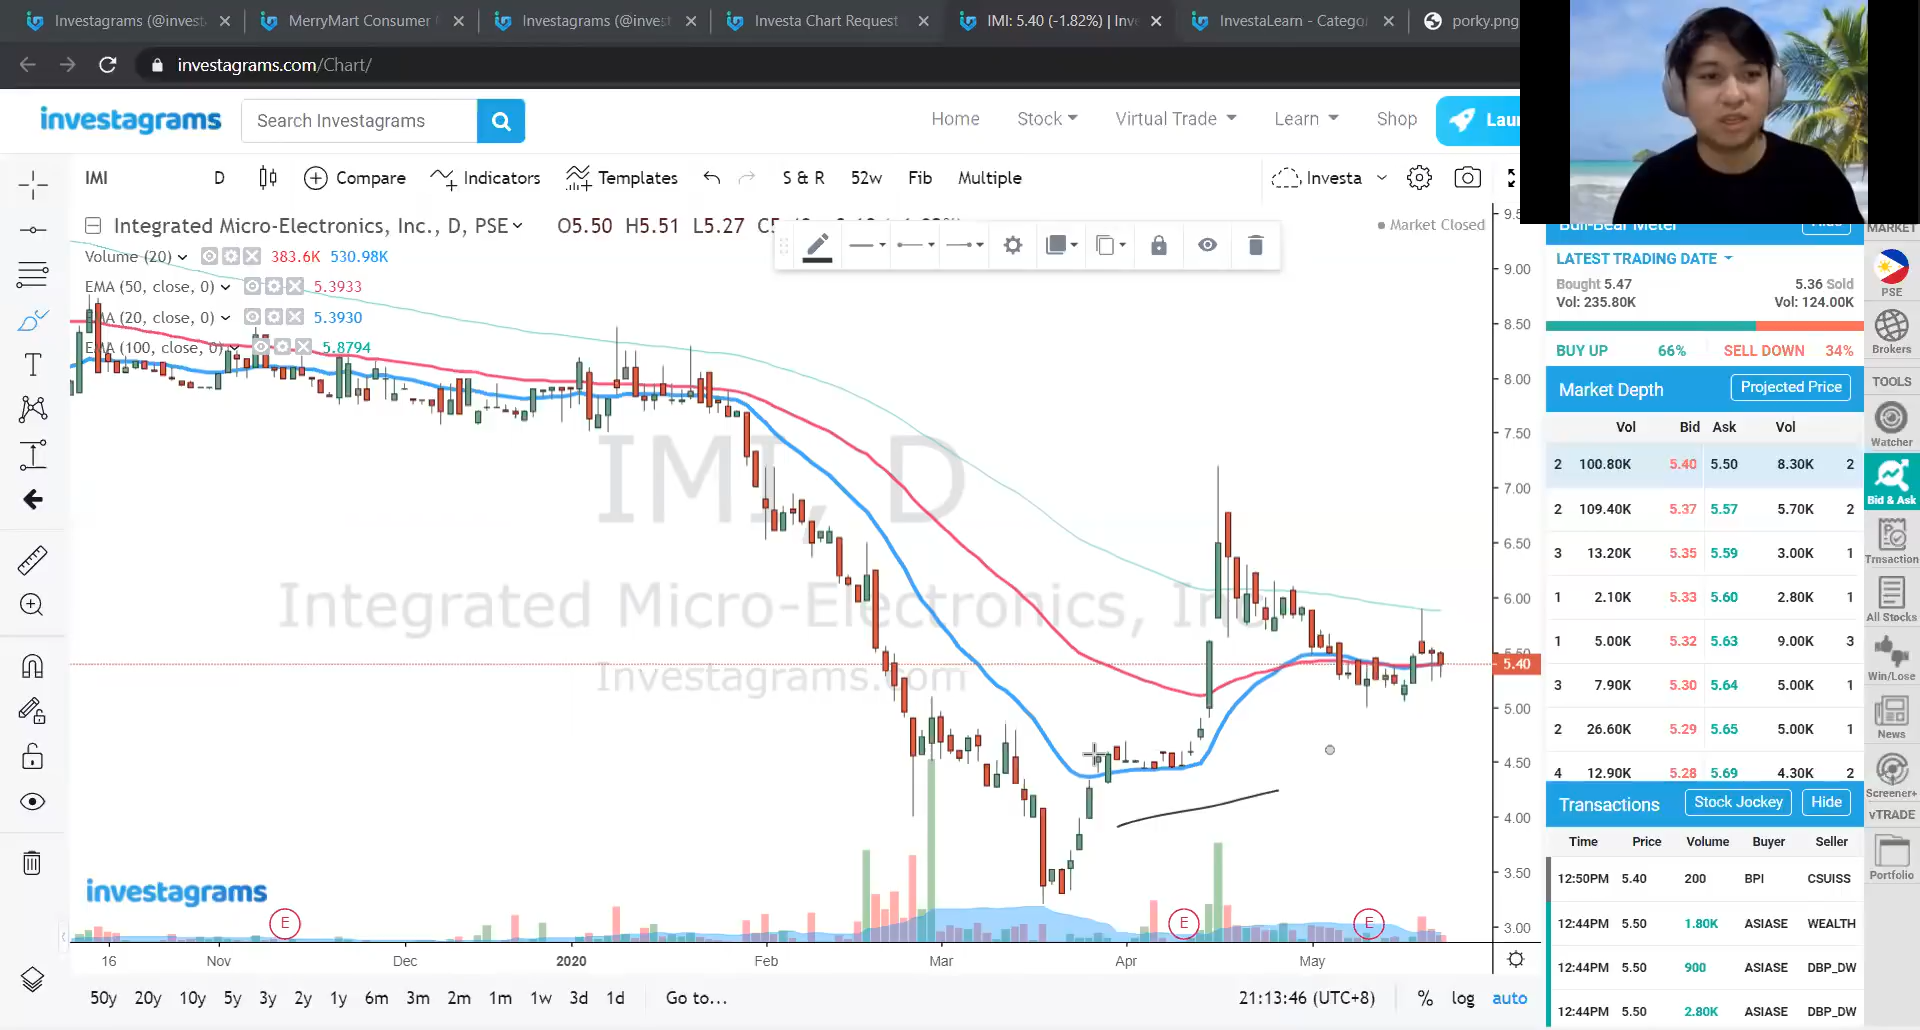 Investagrams (@invest
MerryMart Consumer
Investagrams (@invest
Investa Chart Request
IMI: 5.40 (-1.82%) | Inve
InvestaLearn - Catego
porky.png
investagrams.com/Chart/
investagrams
Search Investagrams
Home
Stock
Virtual Trade
Learn
Shop
Lau
IMI
D
Compare
Indicators
Templates
S & R
52w
Fib
Multiple
Investa
Integrated Micro-Electronics, Inc., D, PSE
O5.50 H5.51 L5.27
Market Closed
Volume (20) 383.6K 530.98K
EMA (50, close, 0) 5.3933
EMA (20, close, 0) 5.3930
EMA (100, close, 0) 5.8794
IMI, D
Integrated Micro-Electronics, Inc.
Investagrams.com
investagrams
9.00
8.50
8.00
7.50
7.00
6.50
6.00
5.40
5.00
4.50
4.00
3.50
3.00
E
E
E
16 Nov Dec 2020 Feb Mar Apr May
50y 20y 10y 5y 3y 2y 1y 6m 3m 2m 1m 1w 3d 1d Go to...
21:13:46 (UTC+8) % log auto
Bull-Bear Meter Hide
LATEST TRADING DATE
Bought 5.47 5.36 Sold
Vol: 235.80K Vol: 124.00K
BUY UP 66% SELL DOWN 34%
Market Depth Projected Price
Vol Bid Ask Vol
2 100.80K 5.40 5.50 8.30K 2
2 109.40K 5.37 5.57 5.70K 2
3 13.20K 5.35 5.59 3.00K 1
1 2.10K 5.33 5.60 2.80K 1
1 5.00K 5.32 5.63 9.00K 3
3 7.90K 5.30 5.64 5.00K 1
2 26.60K 5.29 5.65 5.00K 1
4 12.90K 5.28 5.69 4.30K 2
Transactions Stock Jockey Hide
Time Price Volume Buyer Seller
12:50PM 5.40 200 BPI CSUISS
12:44PM 5.50 1.80K ASIASE WEALTH
12:44PM 5.50 900 ASIASE DBP_DW
12:44PM 5.50 2.80K ASIASE DBP_DW
MARKET
PSE
Brokers
TOOLS
Watcher
Bid & Ask
Trnsaction
All Stocks
Win/Lose
News
Screener+
vTRADE
Portfolio